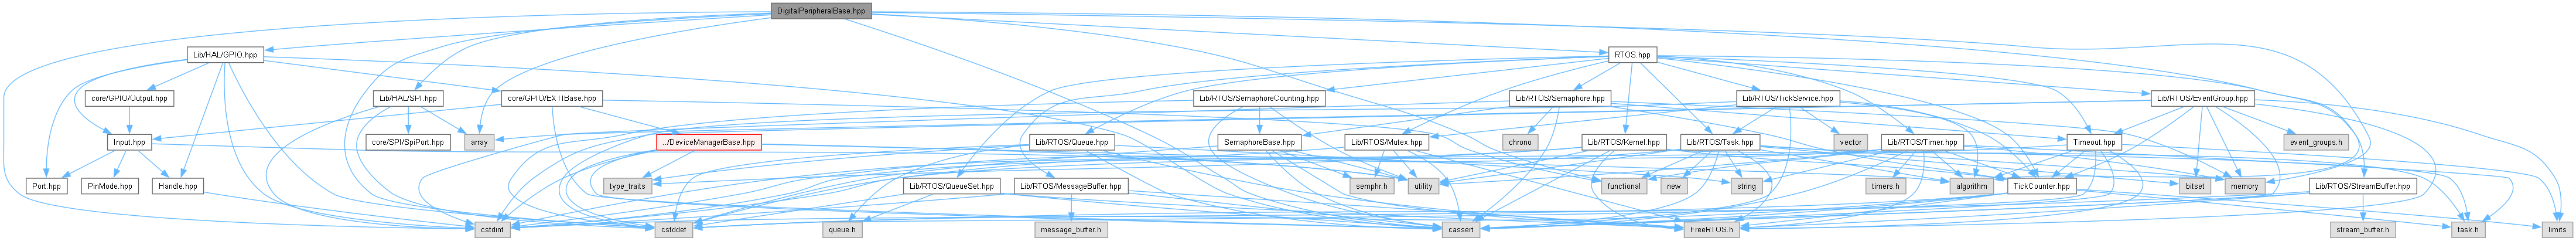 DigitalPeripheralBase.hpp
Lib/HAL/GPIO.hpp
RTOS.hpp
core/GPIO/Output.hpp
Lib/HAL/SPI.hpp
core/GPIO/EXTIBase.hpp
Lib/RTOS/SemaphoreCounting.hpp
Lib/RTOS/Semaphore.hpp
Lib/RTOS/TickService.hpp
Lib/RTOS/EventGroup.hpp
Input.hpp
core/SPI/SpiPort.hpp
array
../DeviceManagerBase.hpp
Lib/RTOS/Queue.hpp
SemaphoreBase.hpp
Lib/RTOS/Mutex.hpp
chrono
Lib/RTOS/Kernel.hpp
Lib/RTOS/Task.hpp
vector
Lib/RTOS/Timer.hpp
Timeout.hpp
event_groups.h
Port.hpp
PinMode.hpp
Handle.hpp
type_traits
Lib/RTOS/QueueSet.hpp
Lib/RTOS/MessageBuffer.hpp
semphr.h
utility
functional
new
string
timers.h
algorithm
TickCounter.hpp
bitset
memory
Lib/RTOS/StreamBuffer.hpp
cstdint
cstddef
queue.h
message_buffer.h
cassert
FreeRTOS.h
stream_buffer.h
task.h
limits